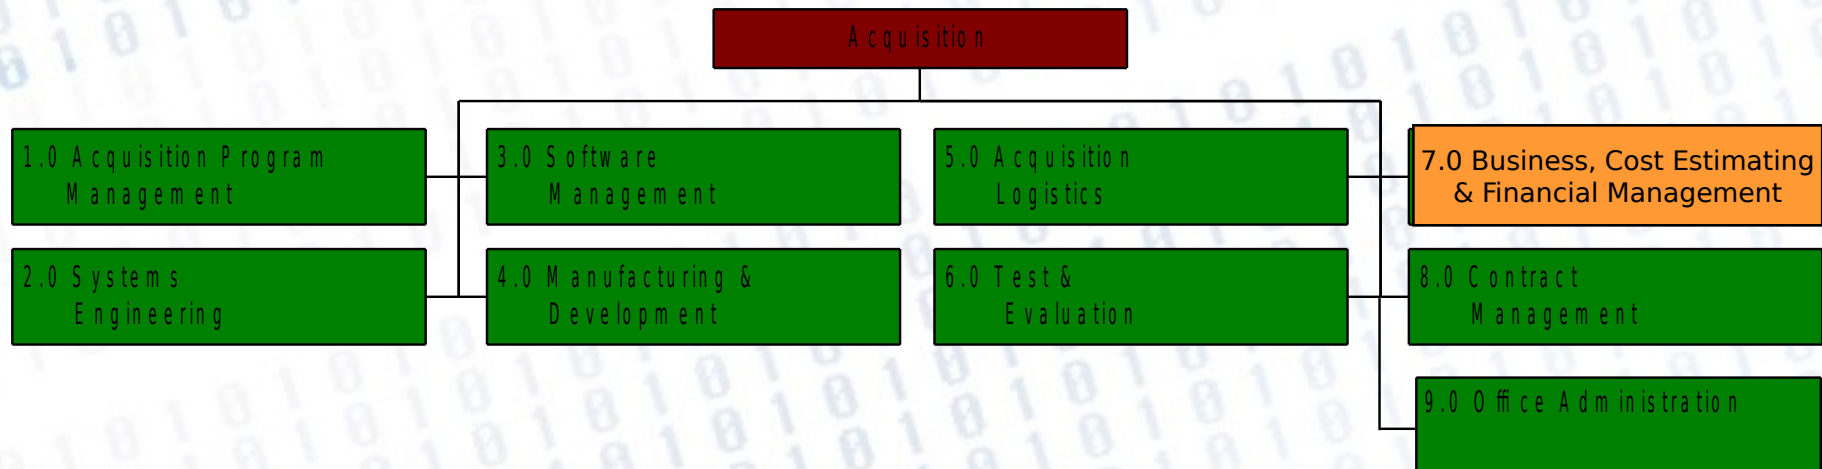 Acquisition
1.0 Acquisition Program
Management
3.0 Software
Management
5.0 Acquisition
Logistics
7.0 Business, Cost Estimating
& Financial Management
2.0 Systems
Engineering
4.0 Manufacturing &
Development
6.0 Test &
Evaluation
8.0 Contract
Management
9.0 Office Administration